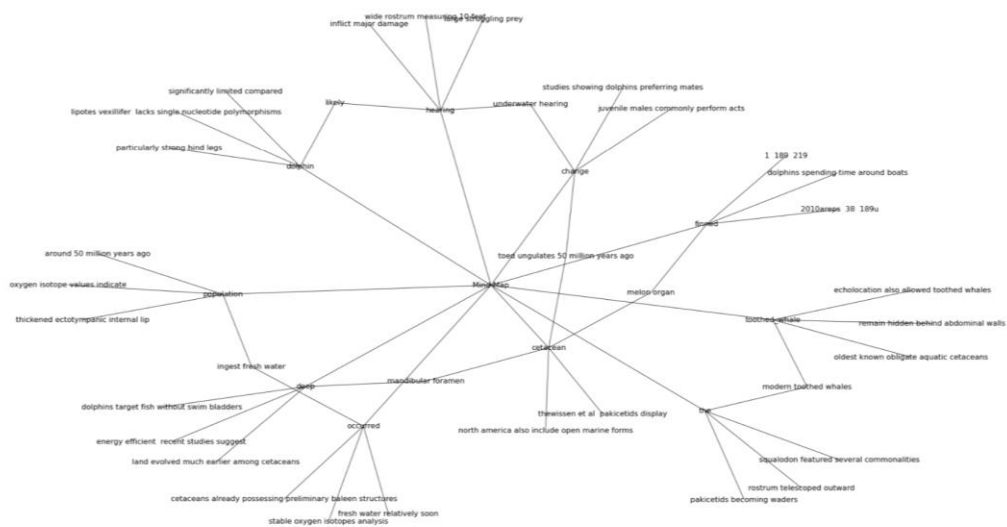 wide rostrum measuring 10 feet
large struggling prey
inflict major damage
studies showing dolphins preferring mates
significantly limited compared
likely
hearing
underwater hearing
juvenile males commonly perform acts
lipotes vexillifer lacks single nucleotide polymorphisms
particularly strong hind legs
dolphin
change
1 189 219
dolphins spending time around boats
2010areps 38 189u
finned
around 50 million years ago
toed ungulates 50 million years ago
oxygen isotope values indicate
population
Mind Map
melon organ
echolocation also allowed toothed whales
thickened ectotympanic internal lip
toothed_whale
remain hidden behind abdominal walls
cetacean
oldest known obligate aquatic cetaceans
ingest fresh water
deep
mandibular foramen
modern toothed whales
dolphins target fish without swim bladders
thewissen et al pakicetids display
the
occurred
north america also include open marine forms
energy efficient recent studies suggest
land evolved much earlier among cetaceans
squalodon featured several commonalities
rostrum telescoped outward
cetaceans already possessing preliminary baleen structures
pakicetids becoming waders
fresh water relatively soon
stable oxygen isotopes analysis